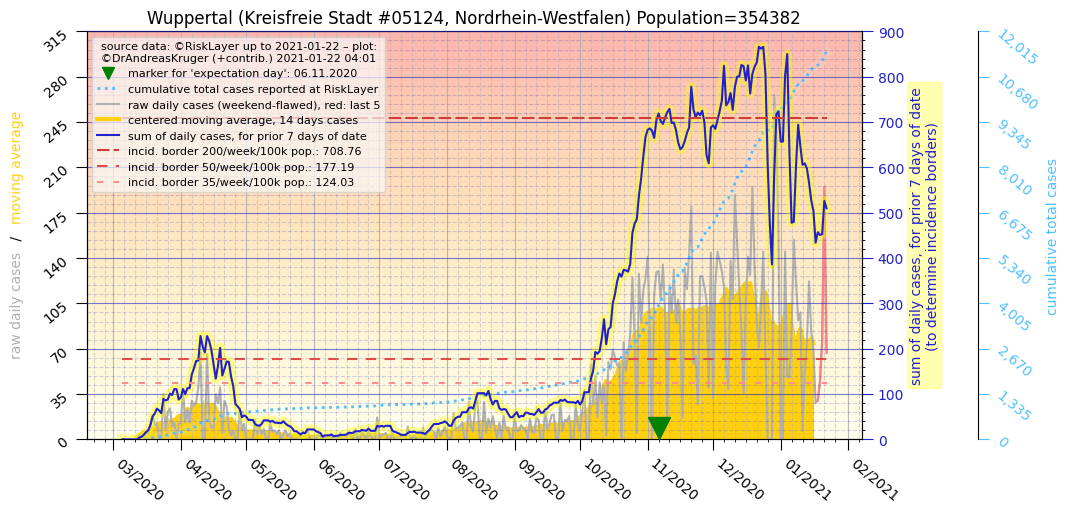 Wuppertal (Kreisfreie Stadt #05124, Nordrhein-Westfalen) Population=354382
source data: ©RiskLayer up to 2021-01-22 – plot:
©DrAndreasKruger (+contrib.) 2021-01-22 04:01
marker for 'expectation day': 06.11.2020
cumulative total cases reported at RiskLayer
raw daily cases (weekend-flawed), red: last 5
centered moving average, 14 days cases
sum of daily cases, for prior 7 days of date
incid. border 200/week/100k pop.: 708.76
incid. border 50/week/100k pop.: 177.19
incid. border 35/week/100k pop.: 124.03
raw daily cases / moving average
315
280
245
210
175
140
105
70
35
0
03/2020
04/2020
05/2020
06/2020
07/2020
08/2020
09/2020
10/2020
11/2020
12/2020
01/2021
02/2021
900
800
700
600
500
400
300
200
100
0
sum of daily cases, for prior 7 days of date
(to determine incidence borders)
12,015
10,680
9,345
8,010
6,675
5,340
4,005
2,670
1,335
0
cumulative total cases